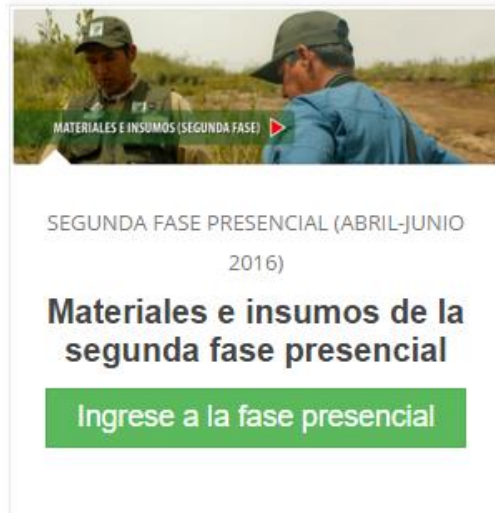 MATERIALES E INSUMOS (SEGUNDA FASE)
SEGUNDA FASE PRESENCIAL (ABRIL-JUNIO
2016)
Materiales e insumos de la
segunda fase presencial
Ingrese a la fase presencial